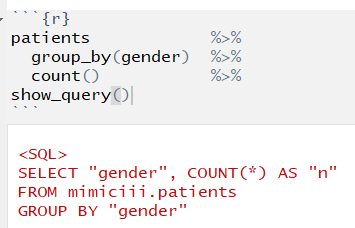 ```{r}
patients %>%
group_by(gender) %>%
count() %>%
show_query()
```
<SQL>
SELECT "gender", COUNT(*) AS "n"
FROM mimiciii.patients
GROUP BY "gender"